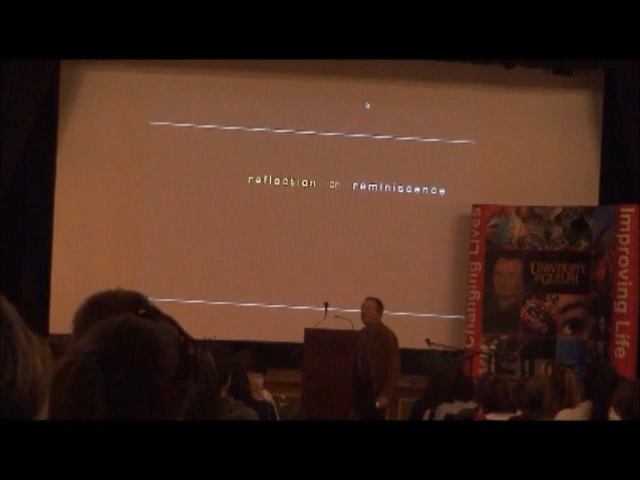 reflection or reminiscence
Changing Lives
UNIVERSITY
OF GUELPH
Improving Life